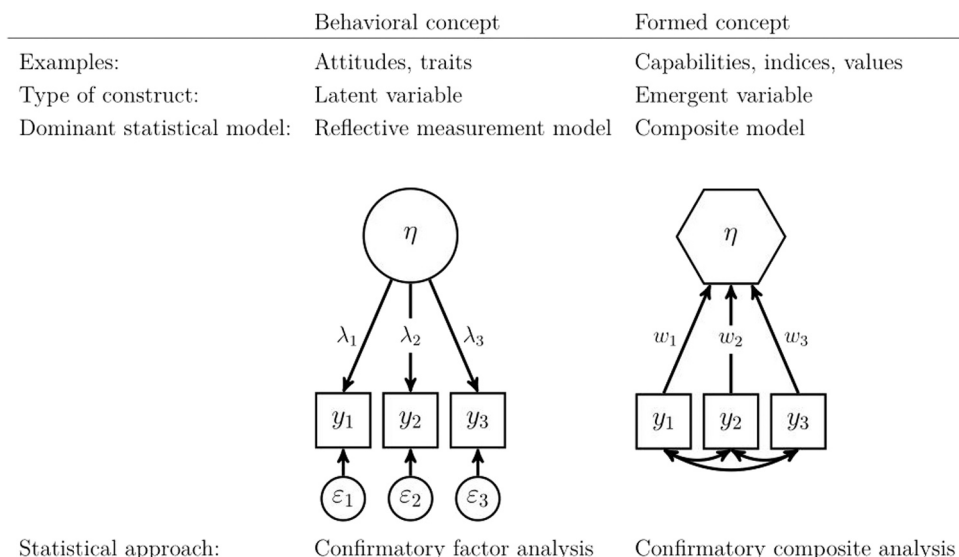 Behavioral concept Formed concept
Examples: Attitudes, traits Capabilities, indices, values
Type of construct: Latent variable Emergent variable
Dominant statistical model: Reflective measurement model Composite model
η η
λ₁ λ₂ λ₃ w₁ w₂ w₃
y₁ y₂ y₃ y₁ y₂ y₃
ε₁ ε₂ ε₃
Statistical approach: Confirmatory factor analysis Confirmatory composite analysis